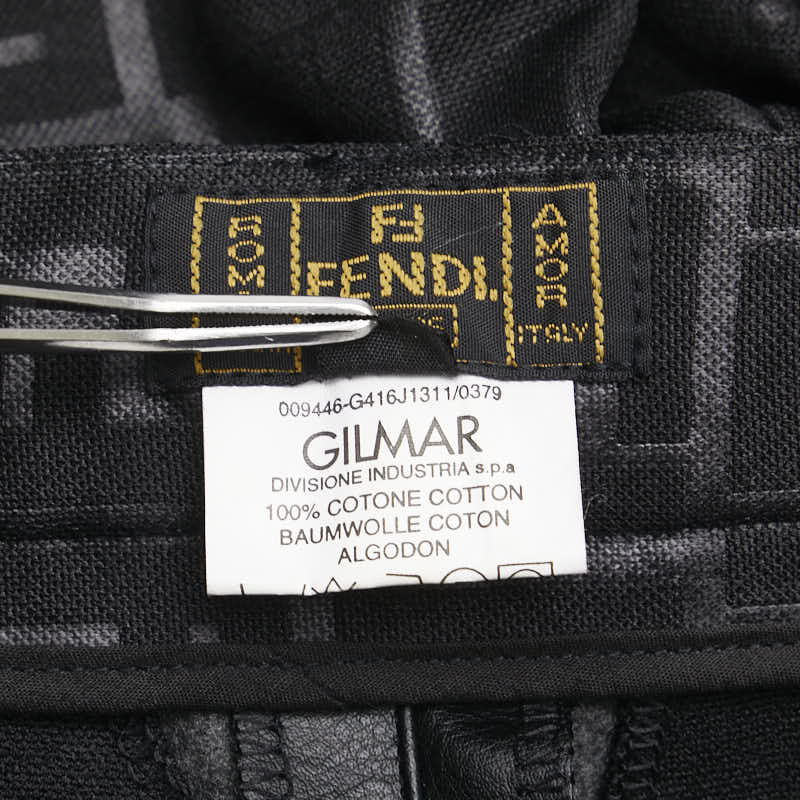 FF
FENDI.
AMOR
ITALY
009446-G416J1311/0379
GILMAR
DIVISIONE INDUSTRIA s.p.a
100% COTONE COTTON
BAUMWOLLE COTON
ALGODON